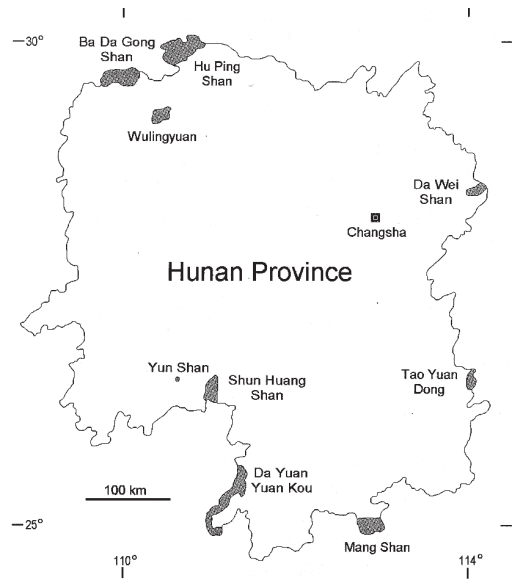 30°
Ba Da Gong
Shan
Hu Ping
Shan
Wulingyuan
Da Wei
Shan
Changsha
Hunan Province
Yun Shan
Shun Huang
Shan
Tao Yuan
Dong
Da Yuan
Yuan Kou
100 km
25°
Mang Shan
110°
114°